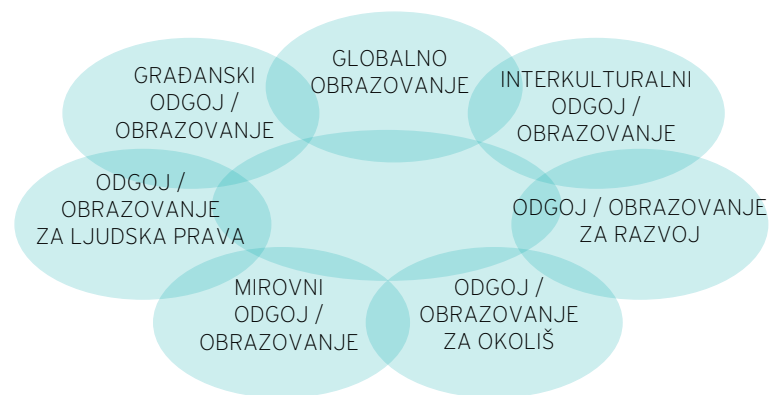 GRAĐANSKI
ODGOJ /
OBRAZOVANJE
GLOBALNO
OBRAZOVANJE
INTERKULTURALNI
ODGOJ /
OBRAZOVANJE
ODGOJ /
OBRAZOVANJE
ZA LJUDSKA PRAVA
ODGOJ / OBRAZOVANJE
ZA RAZVOJ
MIROVNI
ODGOJ /
OBRAZOVANJE
ODGOJ /
OBRAZOVANJE
ZA OKOLIŠ